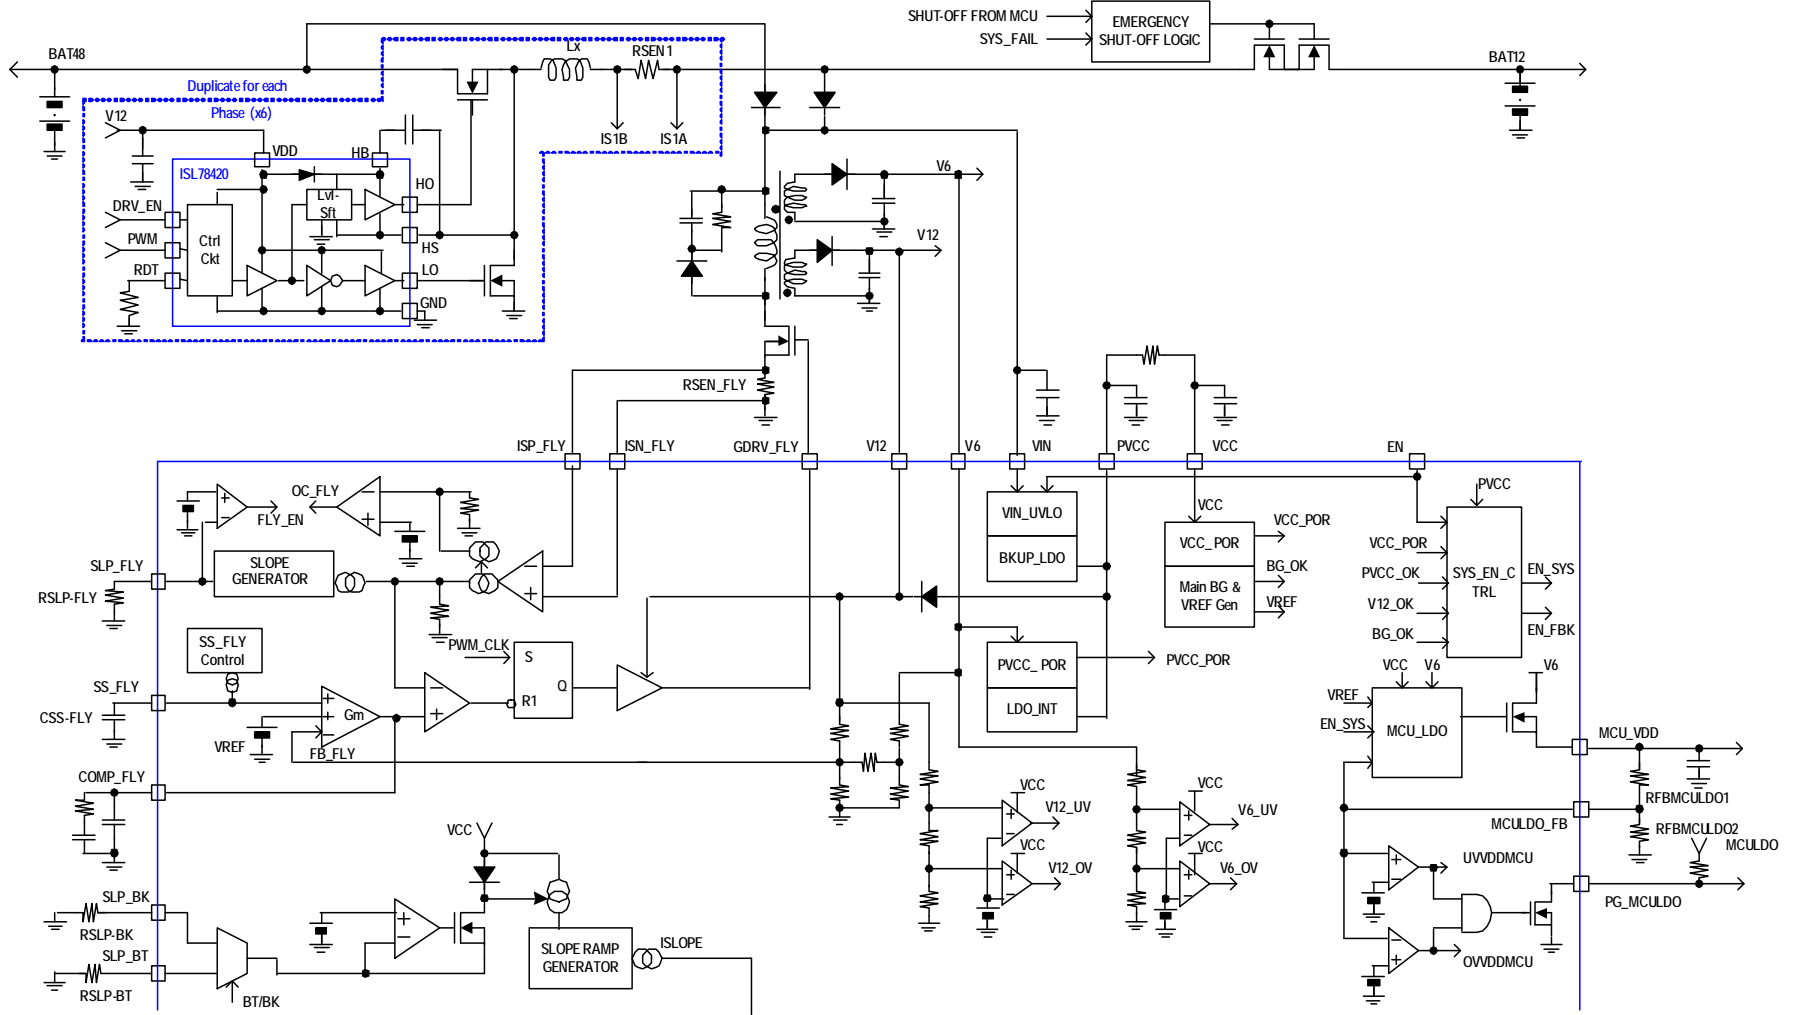 SHUT-OFF FROM MCU
SYS_FAIL
EMERGENCY
SHUT-OFF LOGIC
BAT48
Lx
RSEN1
BAT12
Duplicate for each
Phase (x6)
V12
IS1B
IS1A
VDD
HB
ISL78420
HO
Lvl-
Sft
DRV_EN
PWM
Ctrl
Ckt
HS
RDT
LO
GND
V6
V12
RSEN_FLY
ISP_FLY
ISN_FLY
GDRV_FLY
V12
V6
VIN
PVCC
VCC
EN
OC_FLY
FLY_EN
VIN_UVLO
BKUP_LDO
VCC
VCC_POR
VCC_POR
Main BG &
VREF Gen
BG_OK
VREF
PVCC
VCC_POR
PVCC_OK
V12_OK
BG_OK
SYS_EN_C
TRL
EN_SYS
EN_FBK
SLP_FLY
RSLP-FLY
SLOPE
GENERATOR
SS_FLY
Control
PWM_CLK
S
Q
R1
PVCC_ POR
LDO_INT
PVCC_POR
SS_FLY
CSS-FLY
VREF
Gm
FB_FLY
COMP_FLY
VCC
V6
V6
VREF
EN_SYS
MCU_LDO
MCU_VDD
RFBMCULDO1
MCULDO_FB
RFBMCULDO2
MCULDO
VCC
V12_UV
VCC
V12_OV
VCC
V6_UV
VCC
V6_OV
UVVDDMCU
PG_MCULDO
OVVDDMCU
VCC
SLP_BK
RSLP-BK
SLP_BT
RSLP-BT
BT/BK
SLOPE RAMP
GENERATOR
ISLOPE